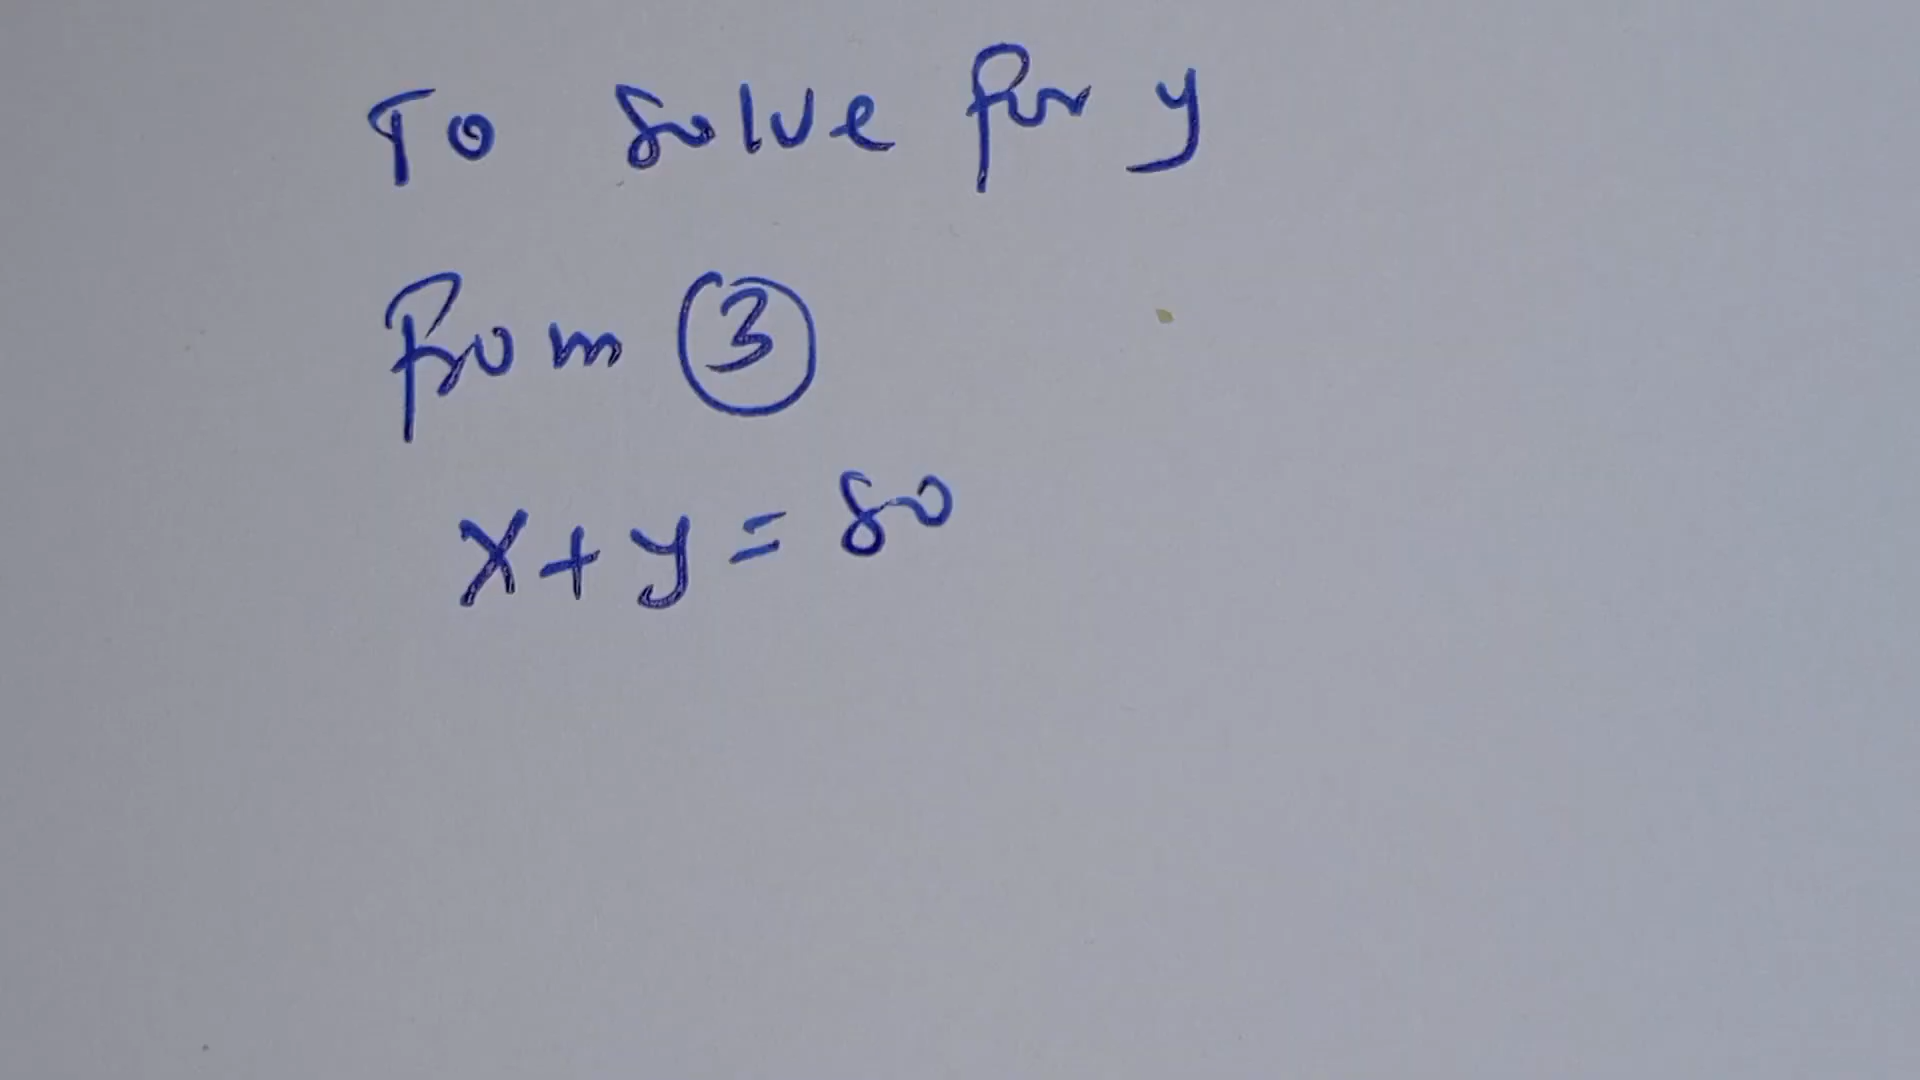 To solve for y
from ③
x + y = 80